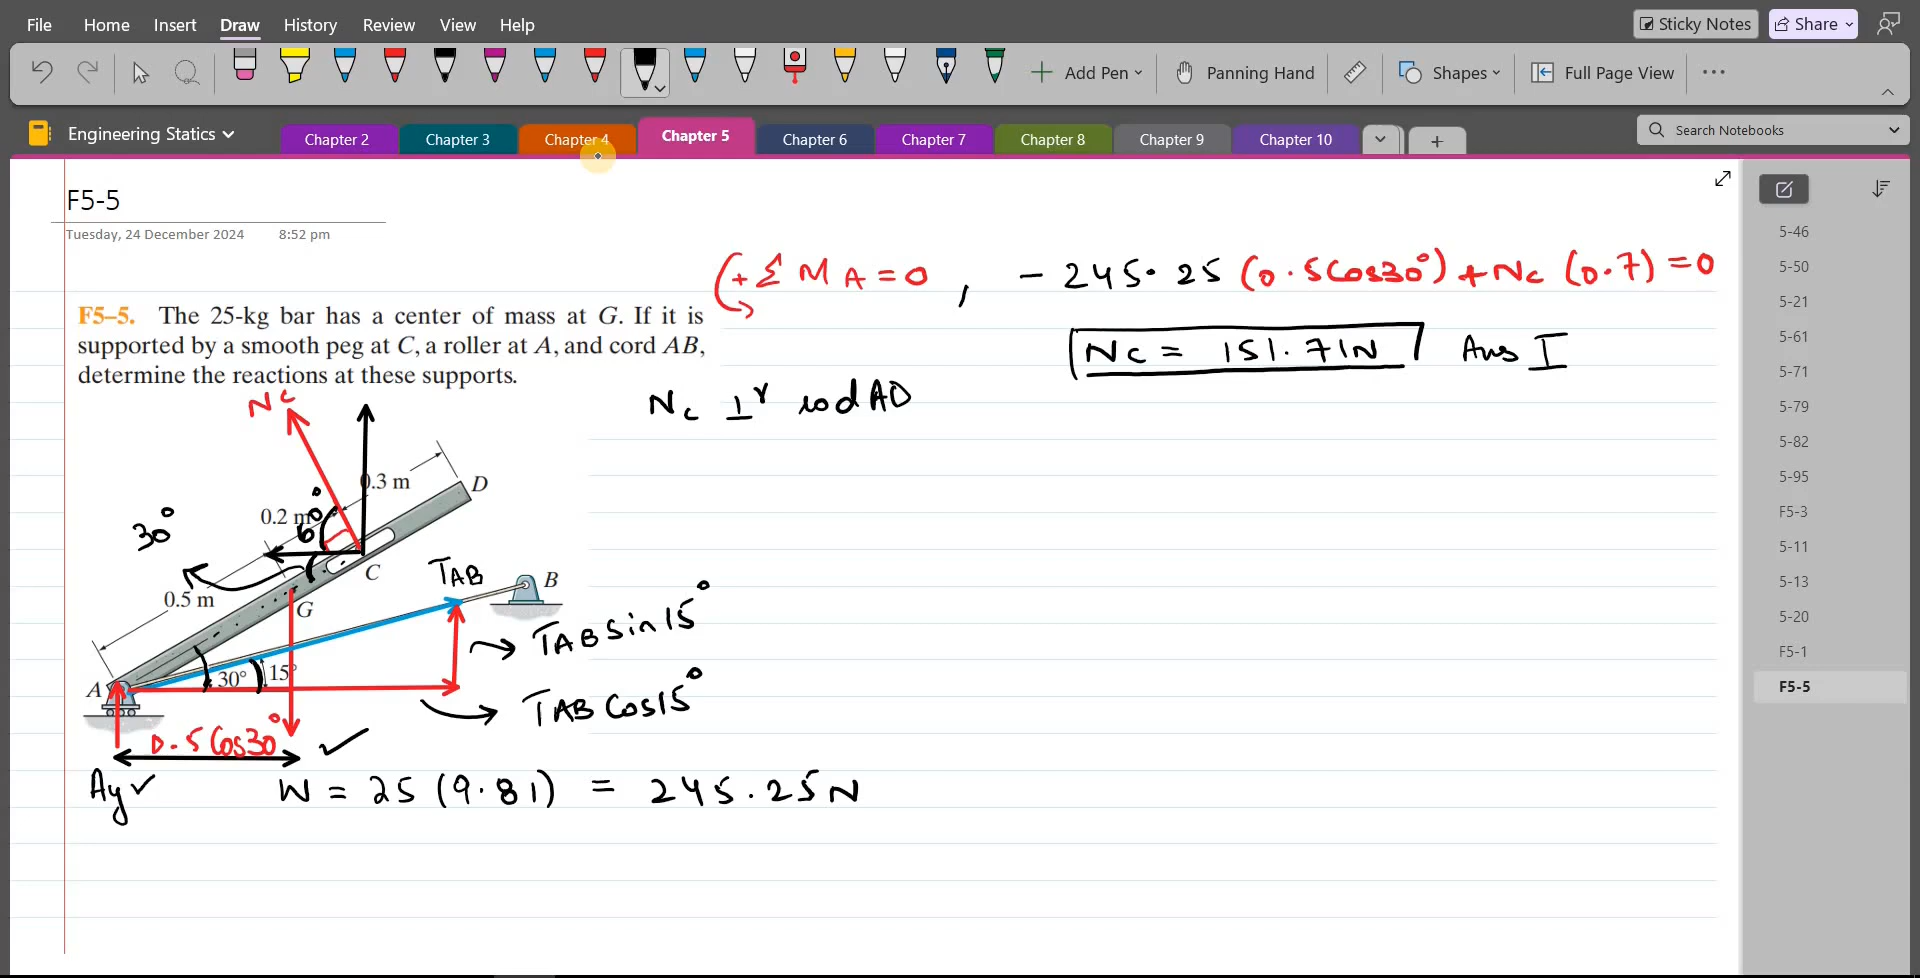 File Home Insert Draw History Review View Help Sticky Notes Share
Add Pen Panning Hand Shapes Full Page View
Engineering Statics Chapter 2 Chapter 3 Chapter 4 Chapter 5 Chapter 6 Chapter 7 Chapter 8 Chapter 9 Chapter 10 + Search Notebooks
F5-5
Tuesday, 24 December 2024 8:52 pm
+ Σ M A = 0 , - 245.25 (0.5 Cos30°) + Nc (0.7) = 0
F5–5. The 25-kg bar has a center of mass at G. If it is
supported by a smooth peg at C, a roller at A, and cord AB,
determine the reactions at these supports.
Nc = 151.71N Ans I
Nc ⊥r rod AD
Nc
0.3 m
D
0.2 m
60°
30°
C
TAB
B
0.5 m
G
TAB Sin15°
A
30°
15°
TAB Cos15°
0.5 Cos30° ✓
Ay ✓
W = 25 (9.81) = 245.25 N
5-46
5-50
5-21
5-61
5-71
5-79
5-82
5-95
F5-3
5-11
5-13
5-20
F5-1
F5-5